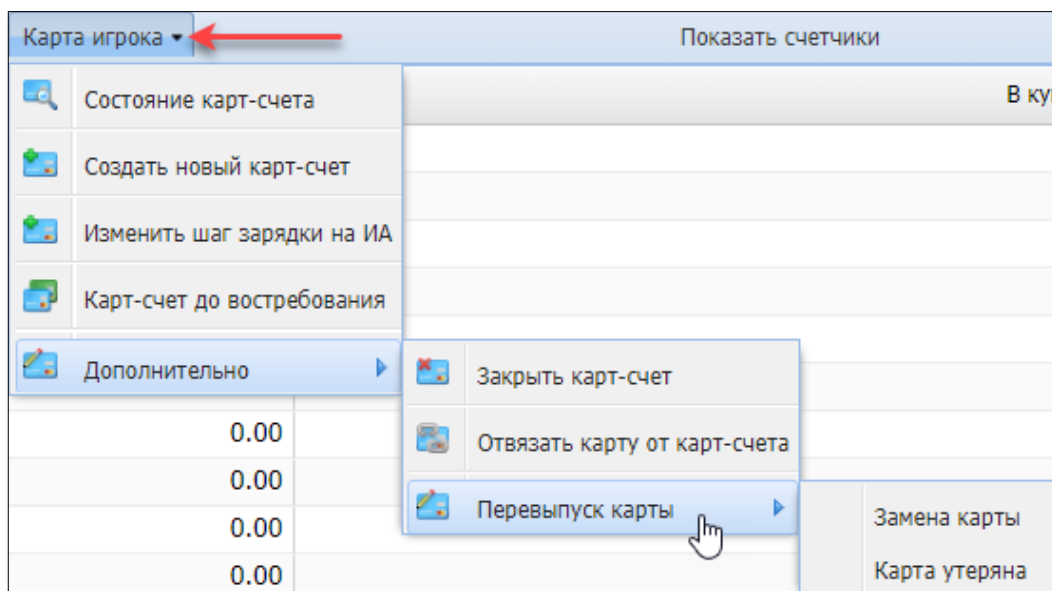 Карта игрока
Показать счетчики
Состояние карт-счета
Создать новый карт-счет
Изменить шаг зарядки на ИА
Карт-счет до востребования
Дополнительно
Закрыть карт-счет
Отвязать карту от карт-счета
Перевыпуск карты
Замена карты
Карта утеряна
0.00
0.00
0.00
0.00